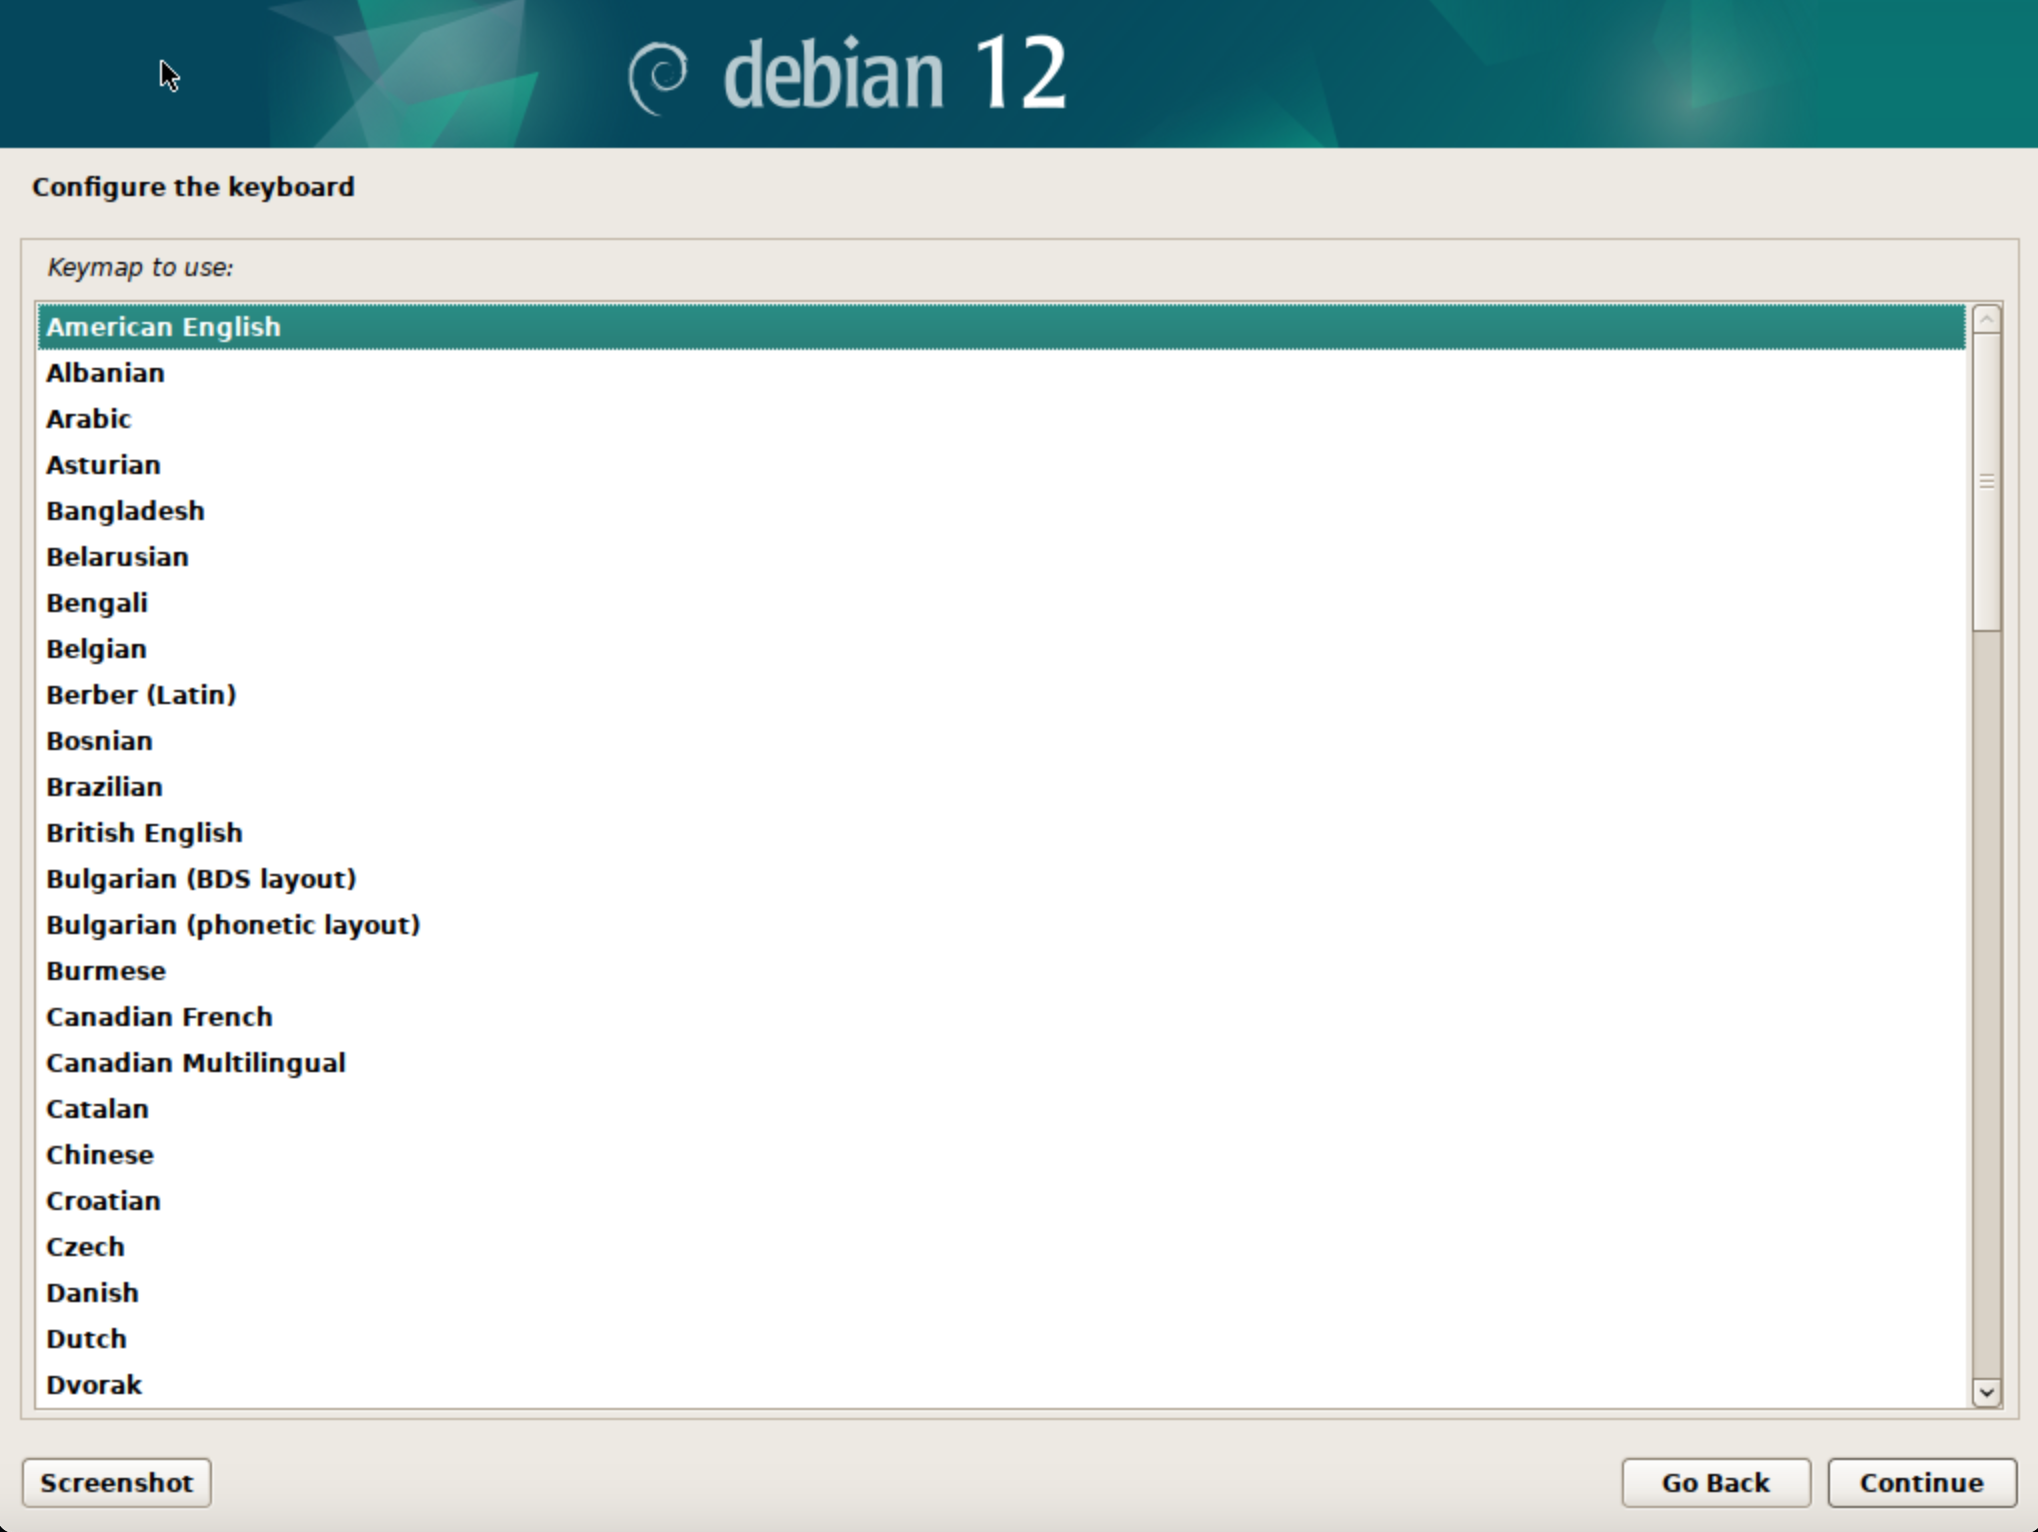 debian 12
Configure the keyboard
Keymap to use:
American English
Albanian
Arabic
Asturian
Bangladesh
Belarusian
Bengali
Belgian
Berber (Latin)
Bosnian
Brazilian
British English
Bulgarian (BDS layout)
Bulgarian (phonetic layout)
Burmese
Canadian French
Canadian Multilingual
Catalan
Chinese
Croatian
Czech
Danish
Dutch
Dvorak
Screenshot
Go Back
Continue